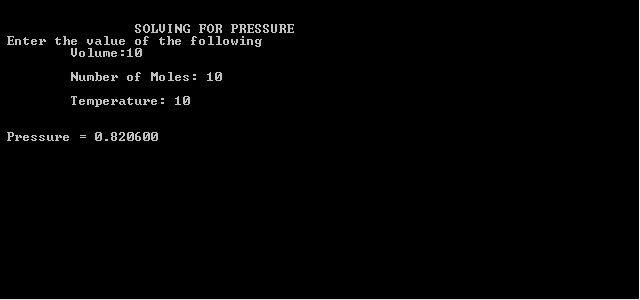 SOLVING FOR PRESSURE
Enter the value of the following
Volume:10
Number of Moles: 10
Temperature: 10
Pressure = 0.820600